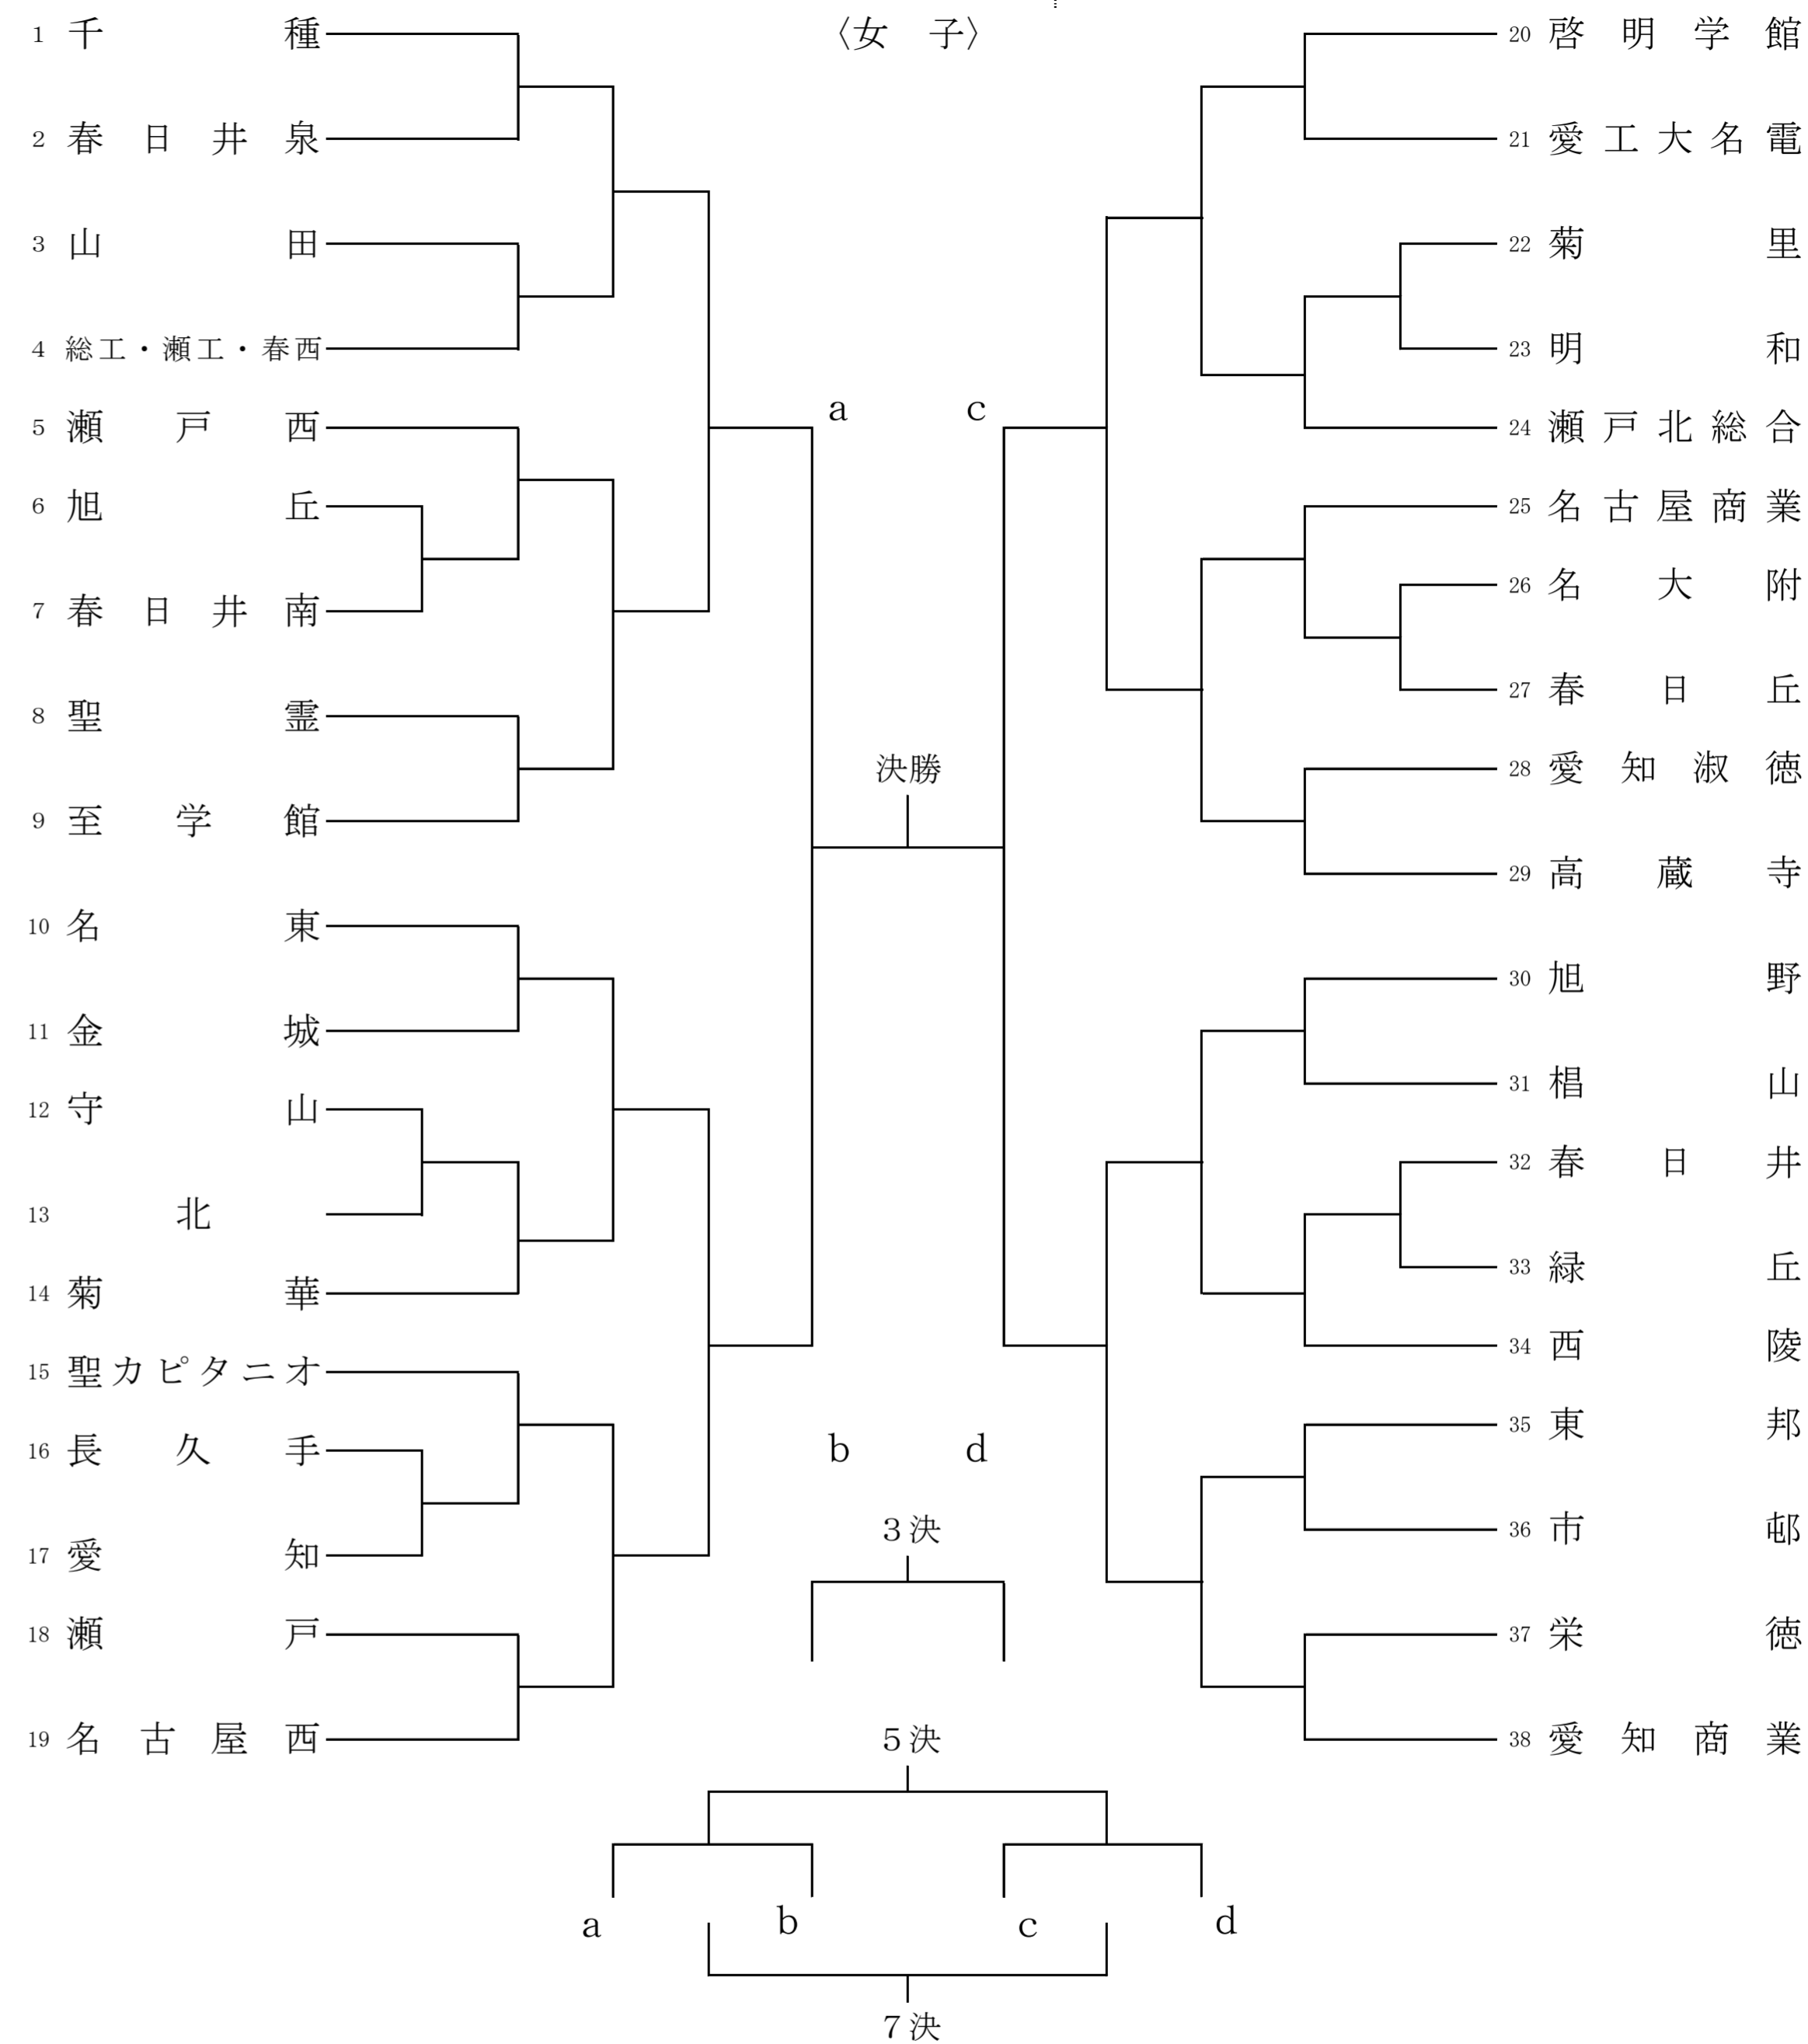 〈女　子〉
1 千種
2 春日井泉
3 山田
4 総工・瀬工・春西
5 瀬戸西
6 旭丘
7 春日井南
8 聖霊
9 至学館
10 名東
11 金城
12 守山
13 北
14 菊華
15 聖カピタニオ
16 長久手
17 愛知
18 瀬戸
19 名古屋西
a
c
決勝
b
d
3決
5決
a
b
c
d
7決
20 啓明学館
21 愛工大名電
22 菊里
23 明和
24 瀬戸北総合
25 名古屋商業
26 名大附
27 春日丘
28 愛知淑徳
29 高蔵寺
30 旭野
31 椙山
32 春日井
33 緑丘
34 西陵
35 東邦
36 市邨
37 栄徳
38 愛知商業